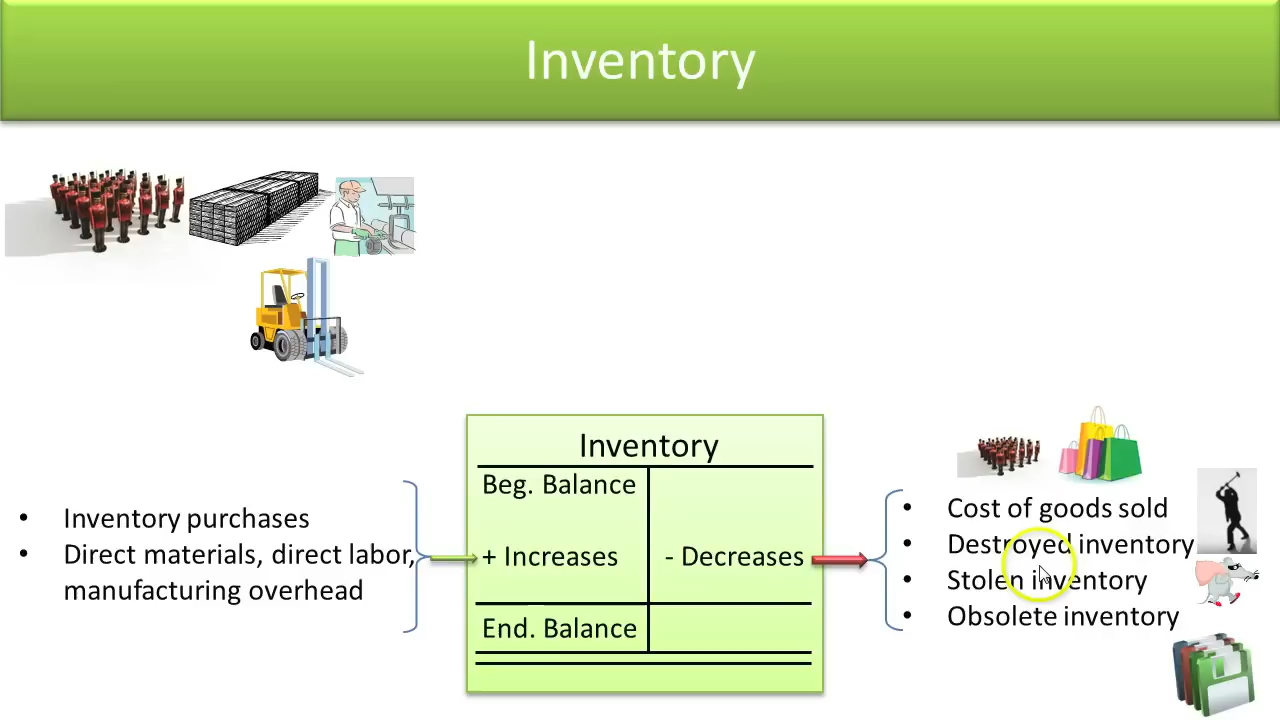 Inventory
• Inventory purchases
• Direct materials, direct labor,
manufacturing overhead
Inventory
Beg. Balance
+ Increases
- Decreases
End. Balance
• Cost of goods sold
• Destroyed inventory
• Stolen inventory
• Obsolete inventory